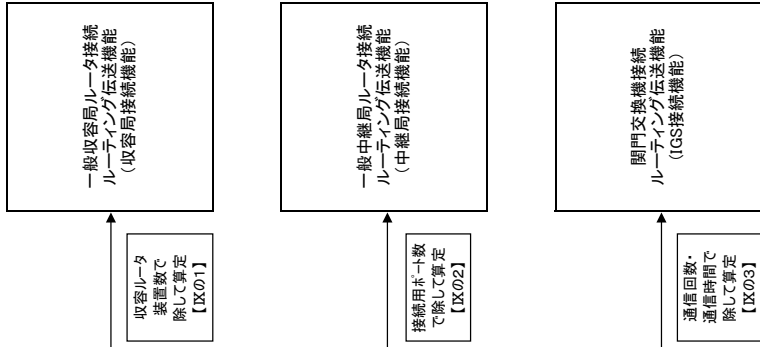 一般収容局ルータ接続
ルーティング伝送機能
（収容局接続機能）
収容ルータ
装置数で
除して算定
【Ⅸの1】
一般中継局ルータ接続
ルーティング伝送機能
（中継局接続機能）
接続用ポート数
で除して算定
【Ⅸの2】
関門交換機接続
ルーティング伝送機能
（IGS接続機能）
通信回数・
通信時間で
除して算定
【Ⅸの3】